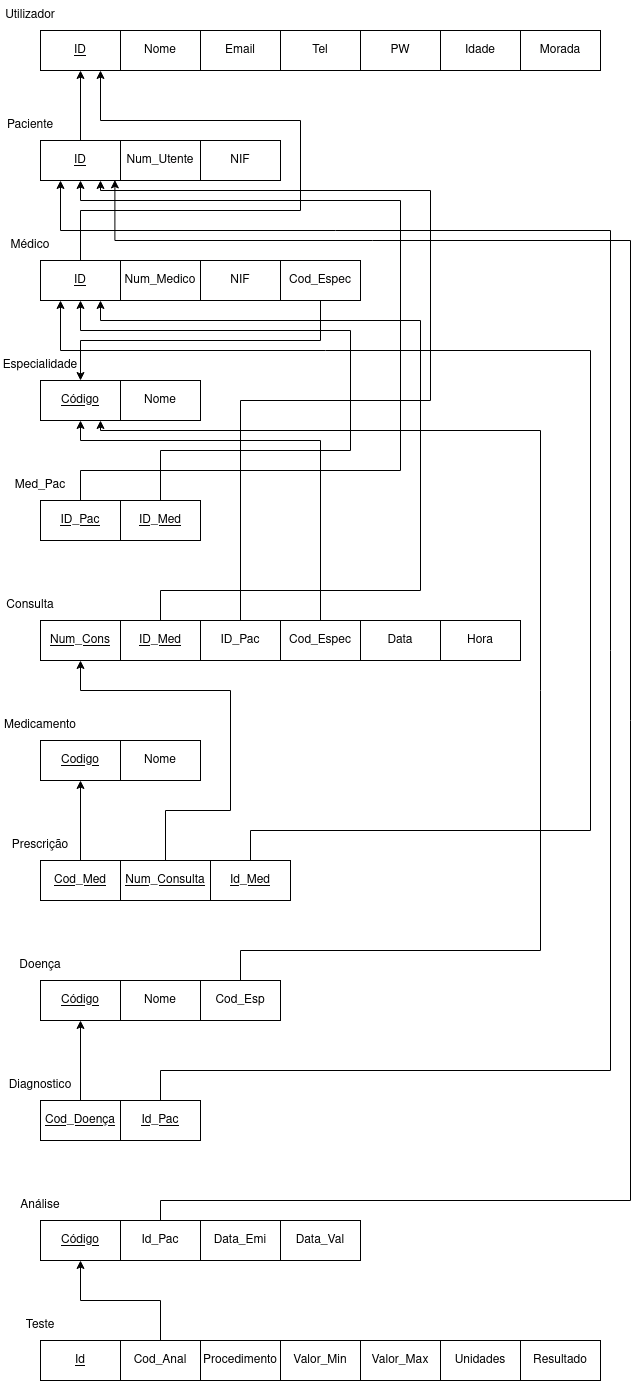 Utilizador
ID Nome Email Tel PW Idade Morada
Paciente
ID Num_Utente NIF
Médico
ID Num_Medico NIF Cod_Espec
Especialidade
Código Nome
Med_Pac
ID_Pac ID_Med
Consulta
Num_Cons ID_Med ID_Pac Cod_Espec Data Hora
Medicamento
Codigo Nome
Prescrição
Cod_Med Num_Consulta Id_Med
Doença
Código Nome Cod_Esp
Diagnostico
Cod_Doença Id_Pac
Análise
Código Id_Pac Data_Emi Data_Val
Teste
Id Cod_Anal Procedimento Valor_Min Valor_Max Unidades Resultado